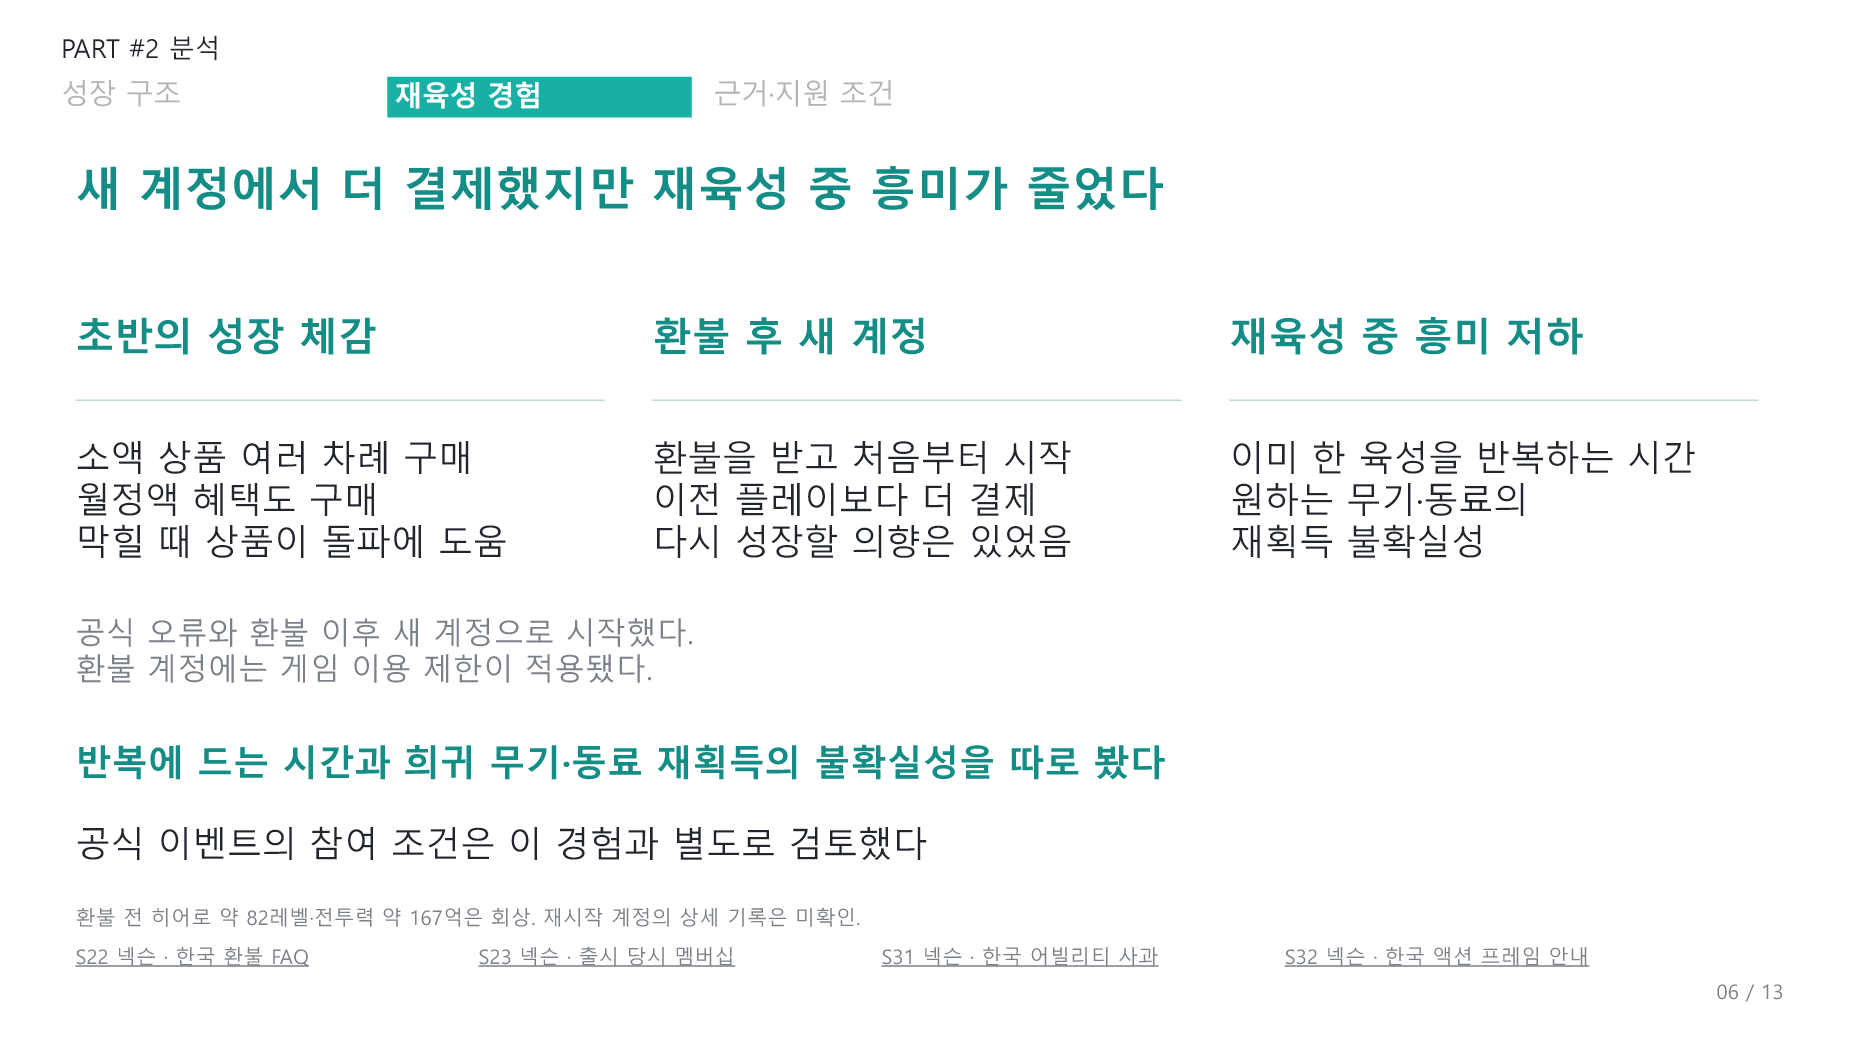 PART #2 분석
성장 구조
재육성 경험
근거·지원 조건
새 계정에서 더 결제했지만 재육성 중 흥미가 줄었다
초반의 성장 체감
소액 상품 여러 차례 구매
월정액 혜택도 구매
막힐 때 상품이 돌파에 도움
환불 후 새 계정
환불을 받고 처음부터 시작
이전 플레이보다 더 결제
다시 성장할 의향은 있었음
재육성 중 흥미 저하
이미 한 육성을 반복하는 시간
원하는 무기·동료의
재획득 불확실성
공식 오류와 환불 이후 새 계정으로 시작했다.
환불 계정에는 게임 이용 제한이 적용됐다.
반복에 드는 시간과 희귀 무기·동료 재획득의 불확실성을 따로 봤다
공식 이벤트의 참여 조건은 이 경험과 별도로 검토했다
환불 전 히어로 약 82레벨·전투력 약 167억은 회상. 재시작 계정의 상세 기록은 미확인.
S22 넥슨 · 한국 환불 FAQ
S23 넥슨 · 출시 당시 멤버십
S31 넥슨 · 한국 어빌리티 사과
S32 넥슨 · 한국 액션 프레임 안내
06 / 13